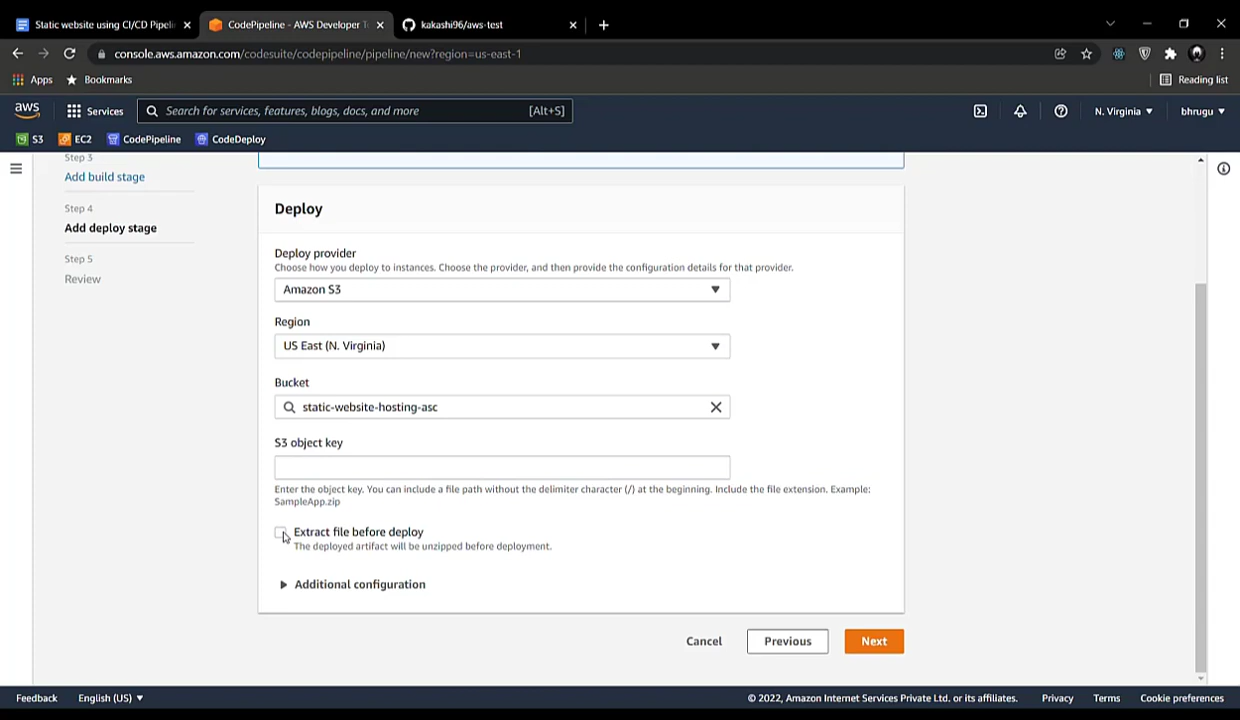 Static website using CI/CD Pipeli
CodePipeline - AWS Developer T
kakashi96/aws-test
console.aws.amazon.com/codesuite/codepipeline/pipeline/new?region=us-east-1
Apps
Bookmarks
Reading list
aws
Services
Search for services, features, blogs, docs, and more
[Alt+S]
N. Virginia
bhrugu
S3
EC2
CodePipeline
CodeDeploy
Step 3
Add build stage
Step 4
Add deploy stage
Step 5
Review
Deploy
Deploy provider
Choose how you deploy to instances. Choose the provider, and then provide the configuration details for that provider.
Amazon S3
Region
US East (N. Virginia)
Bucket
static-website-hosting-asc
S3 object key
Enter the object key. You can include a file path without the delimiter character (/) at the beginning. Include the file extension. Example:
SampleApp.zip
Extract file before deploy
The deployed artifact will be unzipped before deployment.
Additional configuration
Cancel
Previous
Next
Feedback
English (US)
© 2022, Amazon Internet Services Private Ltd. or its affiliates.
Privacy
Terms
Cookie preferences